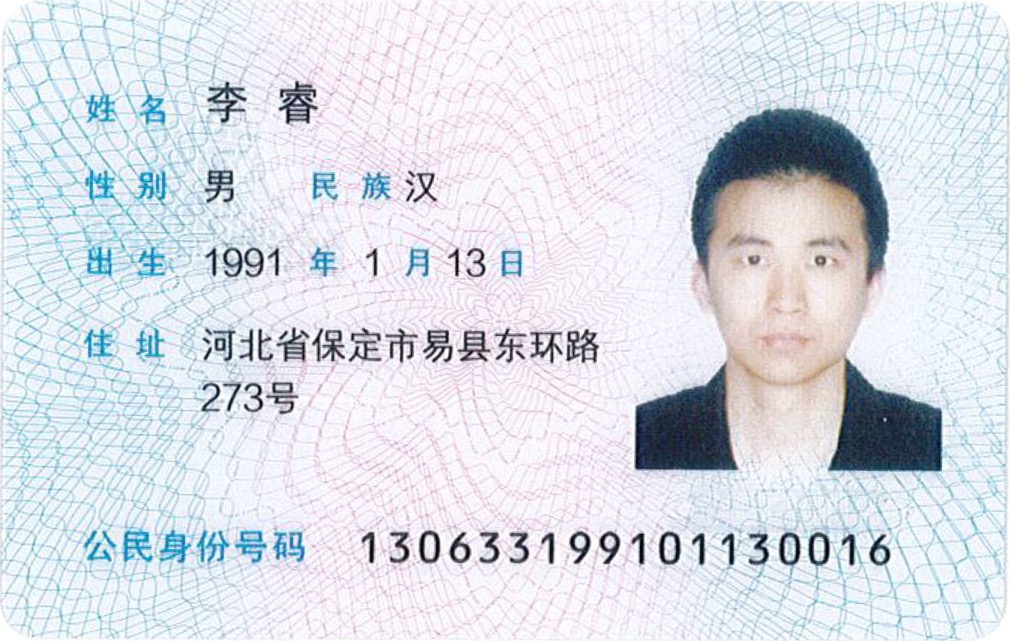 姓名 李睿
性别 男 民族 汉
出生 1991 年 1 月 13 日
住址 河北省保定市易县东环路
273号
公民身份号码 130633199101130016